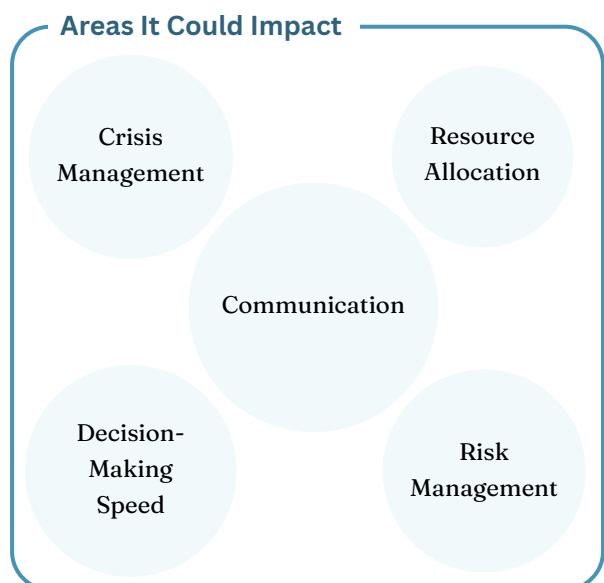 Areas It Could Impact
Crisis
Management
Resource
Allocation
Communication
Decision-
Making
Speed
Risk
Management